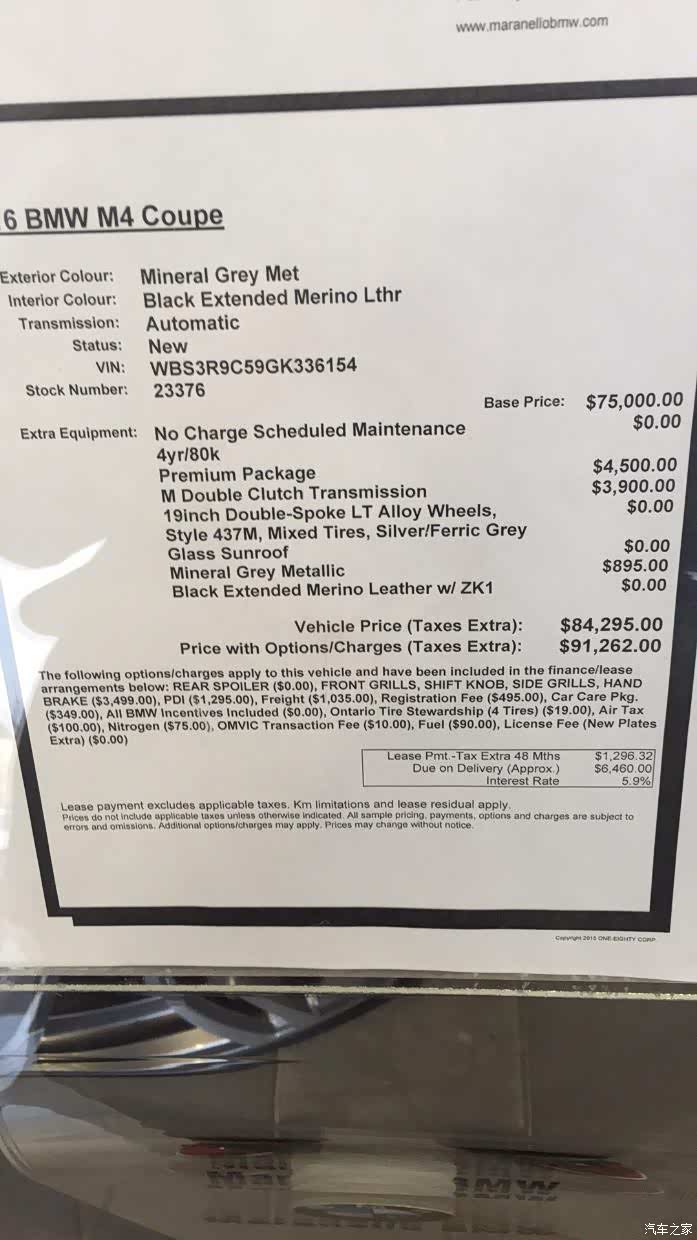 www.maranellobmw.com
6 BMW M4 Coupe
Exterior Colour: Mineral Grey Met
Interior Colour: Black Extended Merino Lthr
Transmission: Automatic
Status: New
VIN: WBS3R9C59GK336154
Stock Number: 23376
Base Price: $75,000.00
Extra Equipment: No Charge Scheduled Maintenance $0.00
4yr/80k
Premium Package $4,500.00
M Double Clutch Transmission $3,900.00
19inch Double-Spoke LT Alloy Wheels, $0.00
Style 437M, Mixed Tires, Silver/Ferric Grey
Glass Sunroof $0.00
Mineral Grey Metallic $895.00
Black Extended Merino Leather w/ ZK1 $0.00
Vehicle Price (Taxes Extra): $84,295.00
Price with Options/Charges (Taxes Extra): $91,262.00
The following options/charges apply to this vehicle and have been included in the finance/lease
arrangements below: REAR SPOILER ($0.00), FRONT GRILLS, SHIFT KNOB, SIDE GRILLS, HAND
BRAKE ($3,499.00), PDI ($1,295.00), Freight ($1,035.00), Registration Fee ($495.00), Car Care Pkg.
($349.00), All BMW Incentives Included ($0.00), Ontario Tire Stewardship (4 Tires) ($19.00), Air Tax
($100.00), Nitrogen ($75.00), OMVIC Transaction Fee ($10.00), Fuel ($90.00), License Fee (New Plates
Extra) ($0.00)
Lease Pmt.-Tax Extra 48 Mths $1,296.32
Due on Delivery (Approx.) $6,460.00
Interest Rate 5.9%
Lease payment excludes applicable taxes. Km limitations and lease residual apply.
Prices do not include applicable taxes unless otherwise indicated. All sample pricing, payments, options and charges are subject to
errors and omissions. Additional options/charges may apply. Prices may change without notice.
Copyright 2015 ONE-EIGHTY CORP.
汽车之家